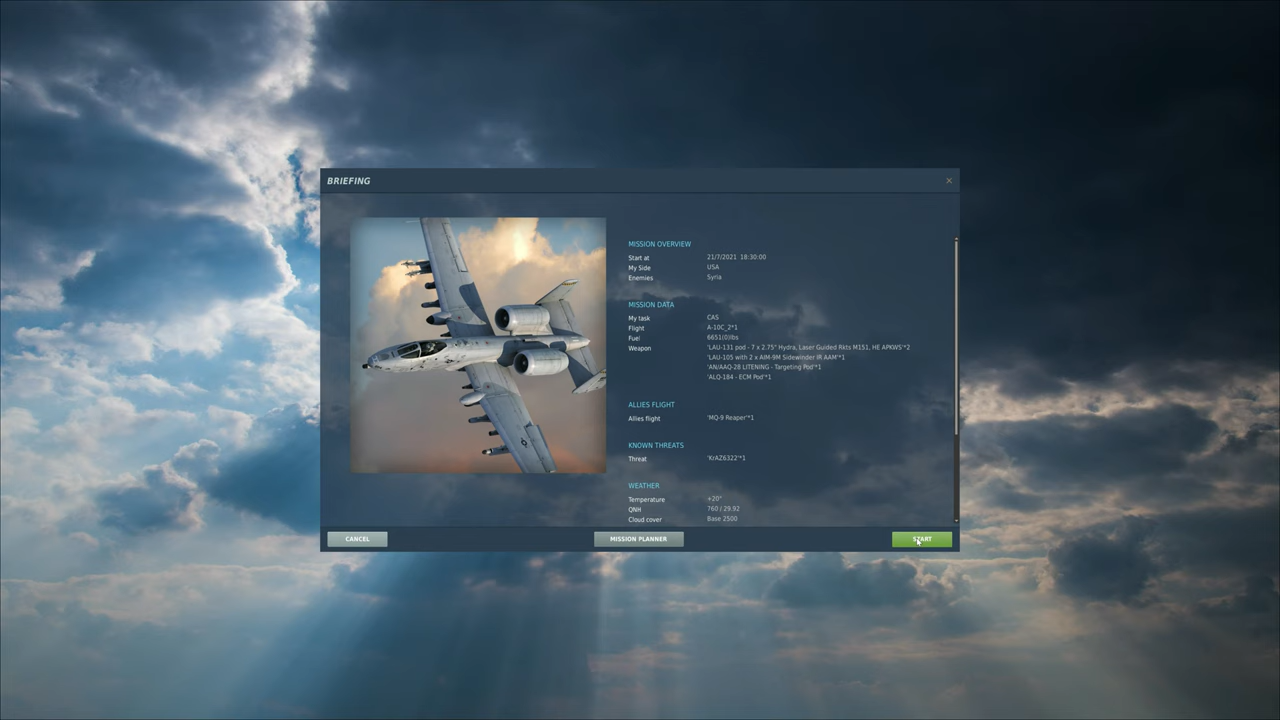 BRIEFING
MISSION OVERVIEW
Start at 21/7/2021 18:30:00
My Side USA
Enemies Syria
MISSION DATA
My task CAS
Flight A-10C_2*1
Fuel
Weapon 'LAU-131 pod - 7 x 2.75" Hydra, Laser Guided Rkts M151, HE APKWS'*2
'LAU-105 with 2 x AIM-9M Sidewinder IR AAM'*1
'AN/AAQ-28 LITENING - Targeting Pod'*1
'ALQ-184 - ECM Pod'*1
ALLIES FLIGHT
Allies flight 'MQ-9 Reaper'*1
KNOWN THREATS
Threat 'KrAZ6322'*1
WEATHER
Temperature +20°
QNH 760 / 29.92
Cloud cover Base 2500
CANCEL MISSION PLANNER START